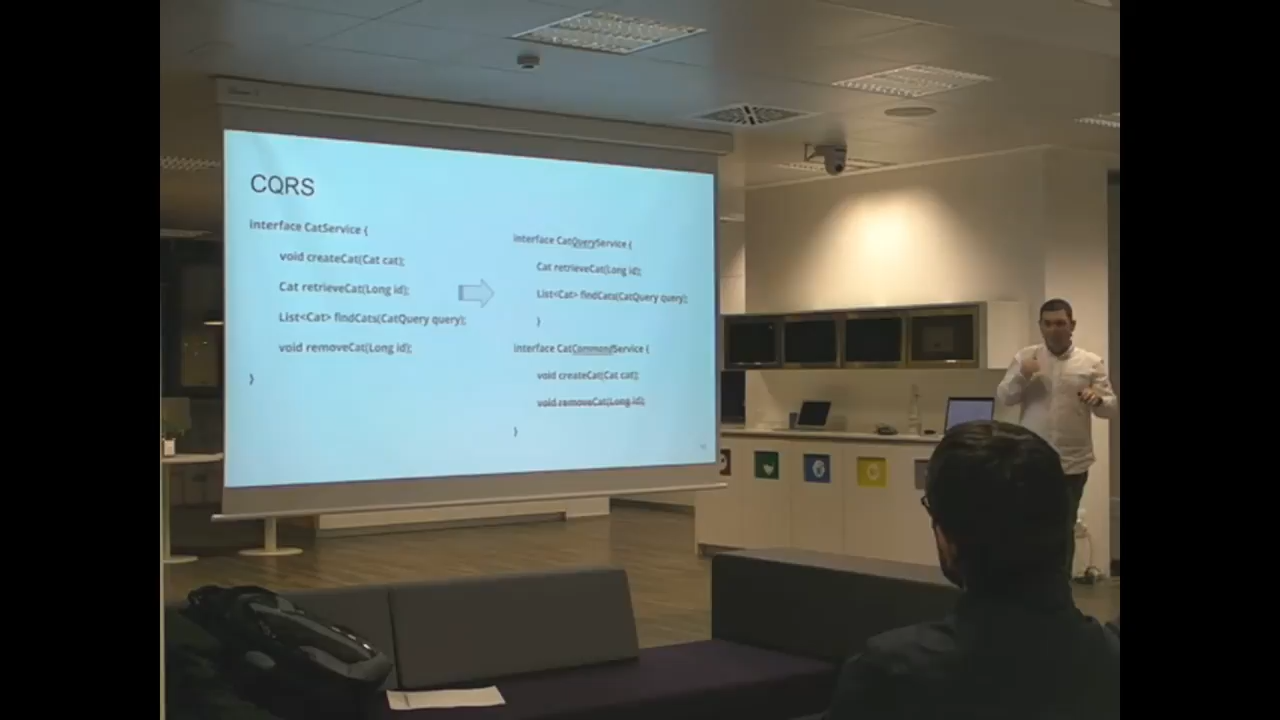 CQRS
interface CatService {
void createCat(Cat cat);
Cat retrieveCat(Long id);
List<Cat> findCats(CatQuery query);
void removeCat(Long id);
}
interface CatQueryService {
Cat retrieveCat(Long id);
List<Cat> findCats(CatQuery query);
}
interface CatCommandService {
void createCat(Cat cat);
void removeCat(Long id);
}